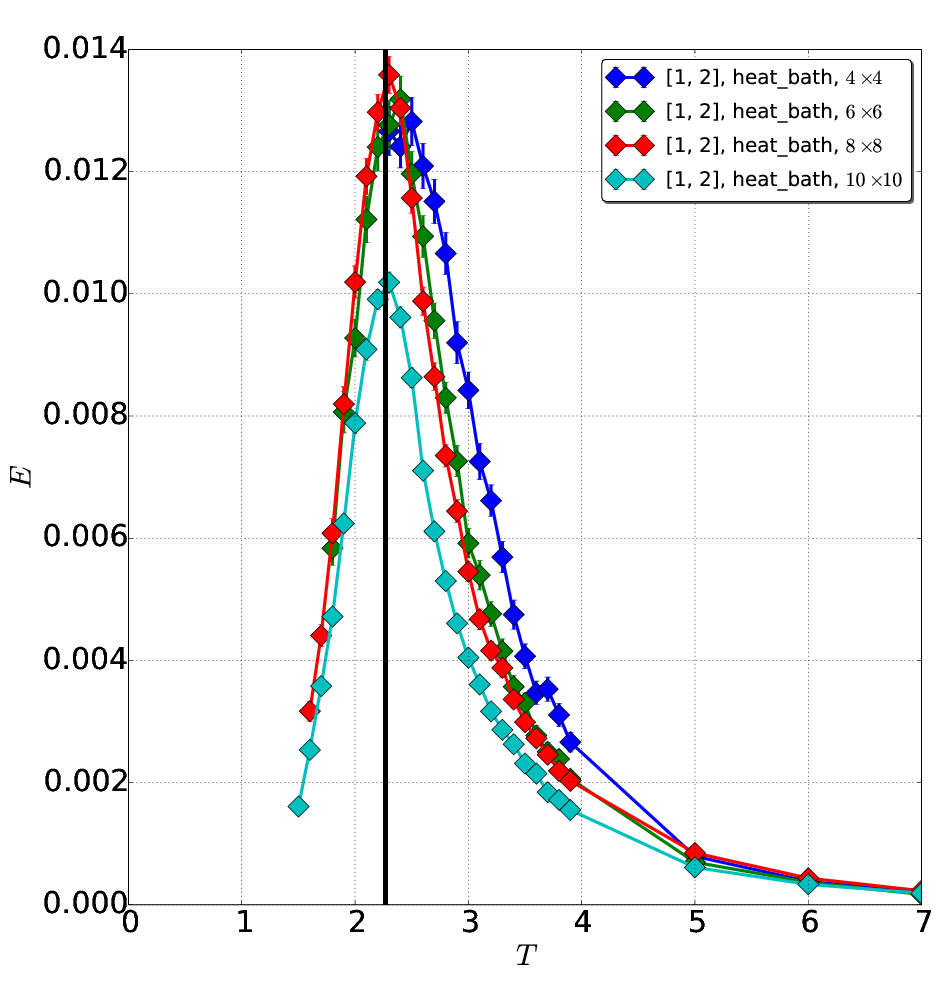 0.014
0.012
0.010
0.008
0.006
0.004
0.002
0.000
E
0 1 2 3 4 5 6 7
T
[1, 2], heat_bath, 4×4
[1, 2], heat_bath, 6×6
[1, 2], heat_bath, 8×8
[1, 2], heat_bath, 10×10